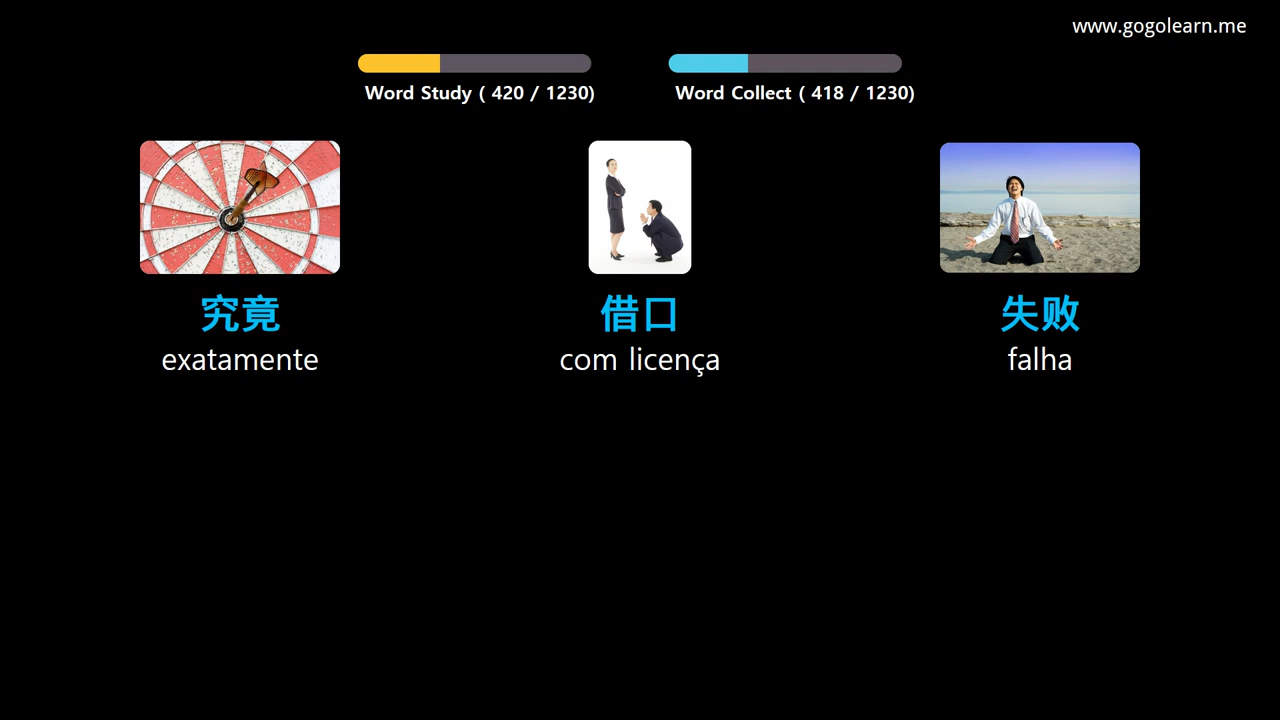 www.gogolearn.me
Word Study ( 420 / 1230)
Word Collect ( 418 / 1230)
究竟
借口
失败
exatamente
com licença
falha